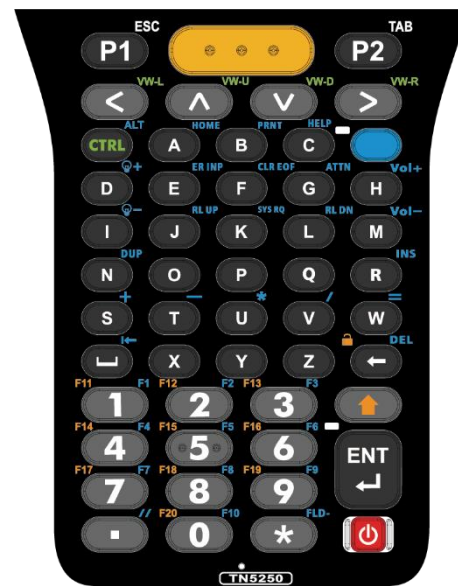 ESC TAB
P1 P2
VW-L VW-U VW-D VW-R
< ʌ v >
ALT HOME PRNT HELP
CTRL A B C
+ ER INP CLR EOF ATTN Vol+
D E F G H
− RL UP SYS RQ RL DN Vol−
I J K L M
DUP INS
N O P Q R
+ − * / =
S T U V W
DEL
X Y Z
F11 F1 F12 F2 F13 F3
1 2 3
F14 F4 F15 F5 F16 F6
4 5 6 ENT
F17 F7 F18 F8 F19 F9
7 8 9
// F20 F10 FLD-
. 0 *
TN5250